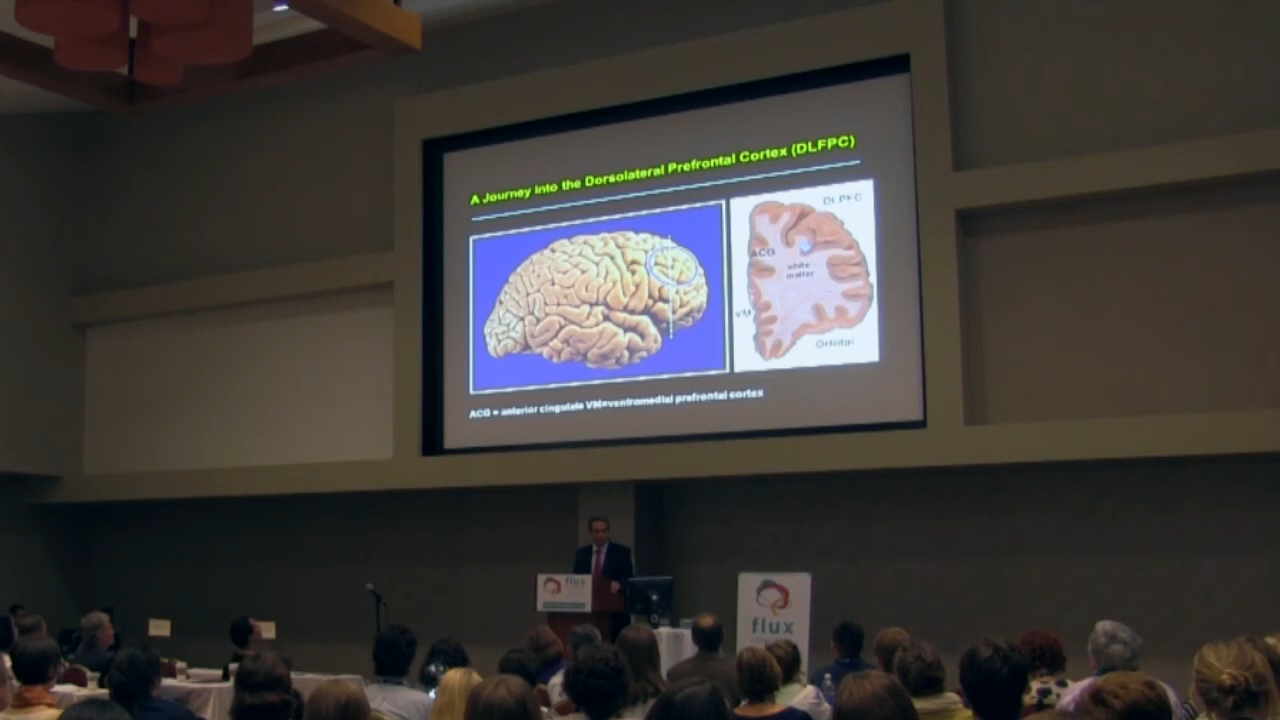 A Journey into the Dorsolateral Prefrontal Cortex (DLFPC)
DLPFC
ACG
white
matter
VM
Orbital
ACG = anterior cingulate VM=ventromedial prefrontal cortex
flux
flux